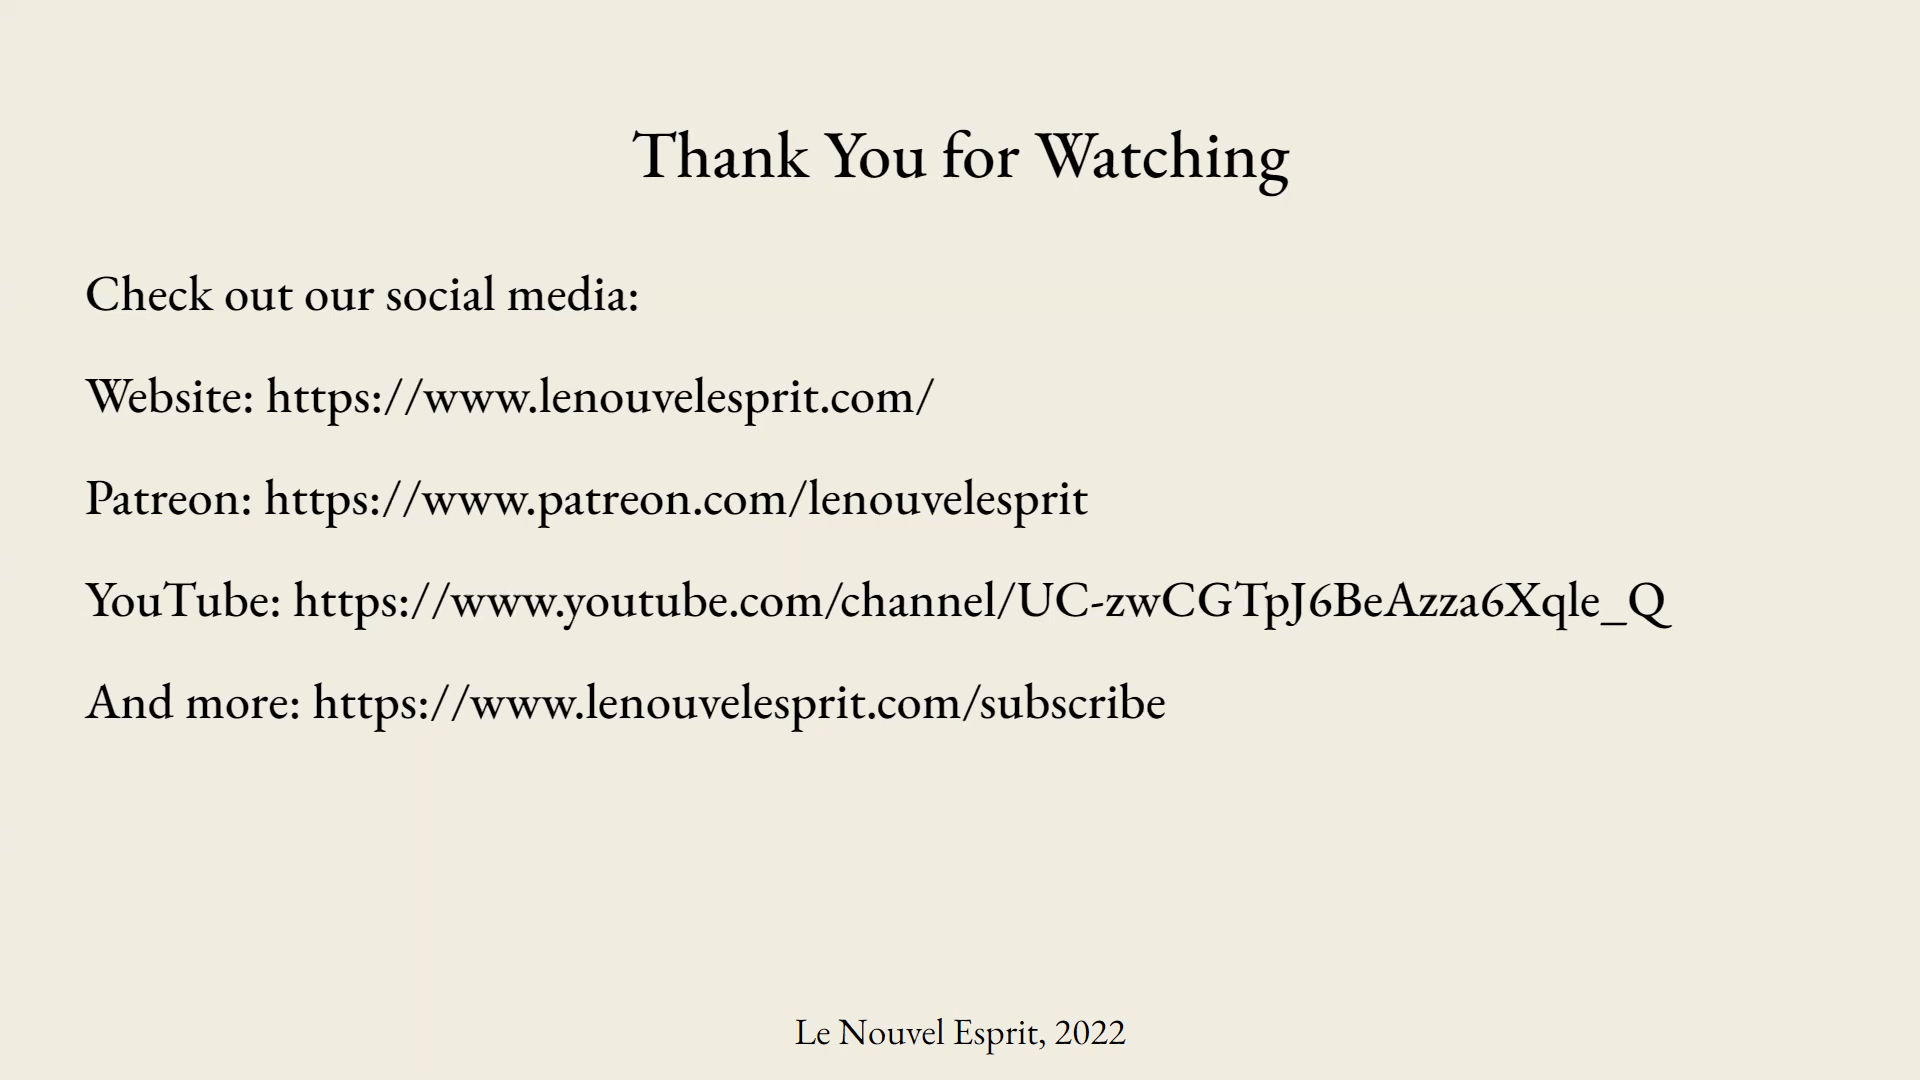 Thank You for Watching
Check out our social media:
Website: https://www.lenouvelesprit.com/
Patreon: https://www.patreon.com/lenouvelesprit
YouTube: https://www.youtube.com/channel/UC-zwCGTpJ6BeAzza6Xqle_Q
And more: https://www.lenouvelesprit.com/subscribe
Le Nouvel Esprit, 2022